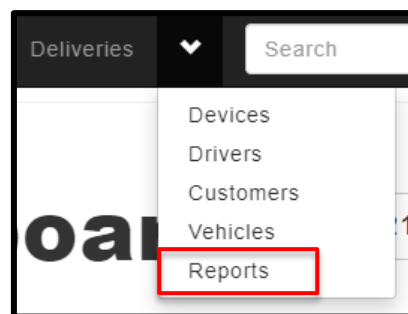 Deliveries Search
Devices
Drivers
Customers
Vehicles
Reports
oar